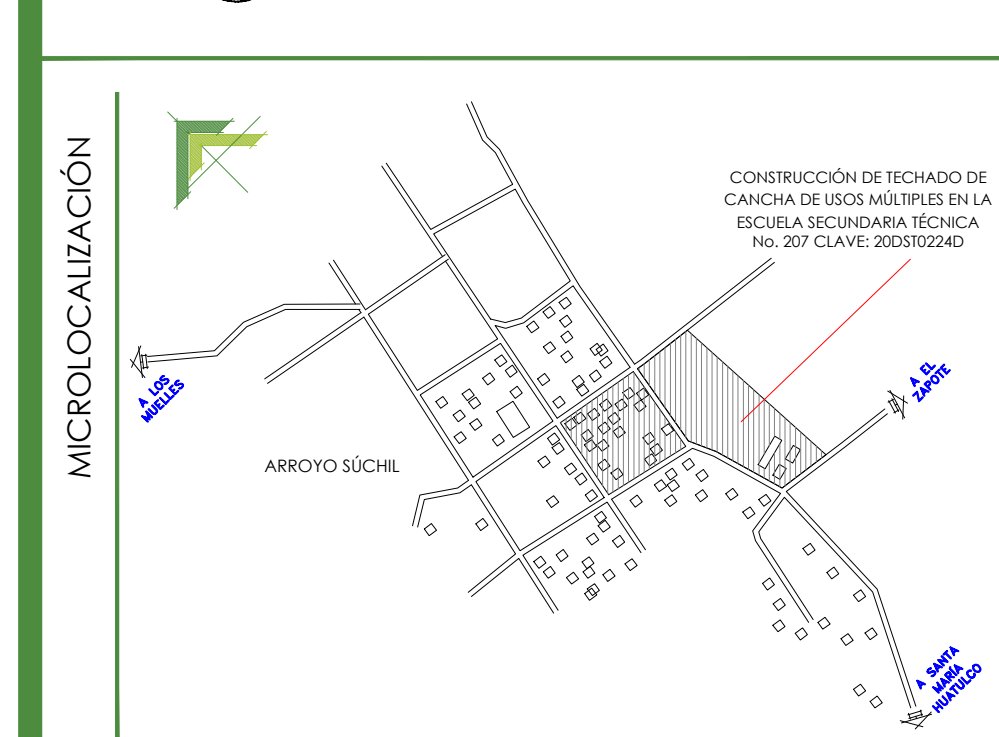 MICROLOCALIZACIÓN
CONSTRUCCIÓN DE TECHADO DE
CANCHA DE USOS MÚLTIPLES EN LA
ESCUELA SECUNDARIA TÉCNICA
No. 207 CLAVE: 20DST0224D
A LOS
MUELLES
A EL
ZAPOTE
ARROYO SÚCHIL
A SANTA
MARÍA
HUATULCO